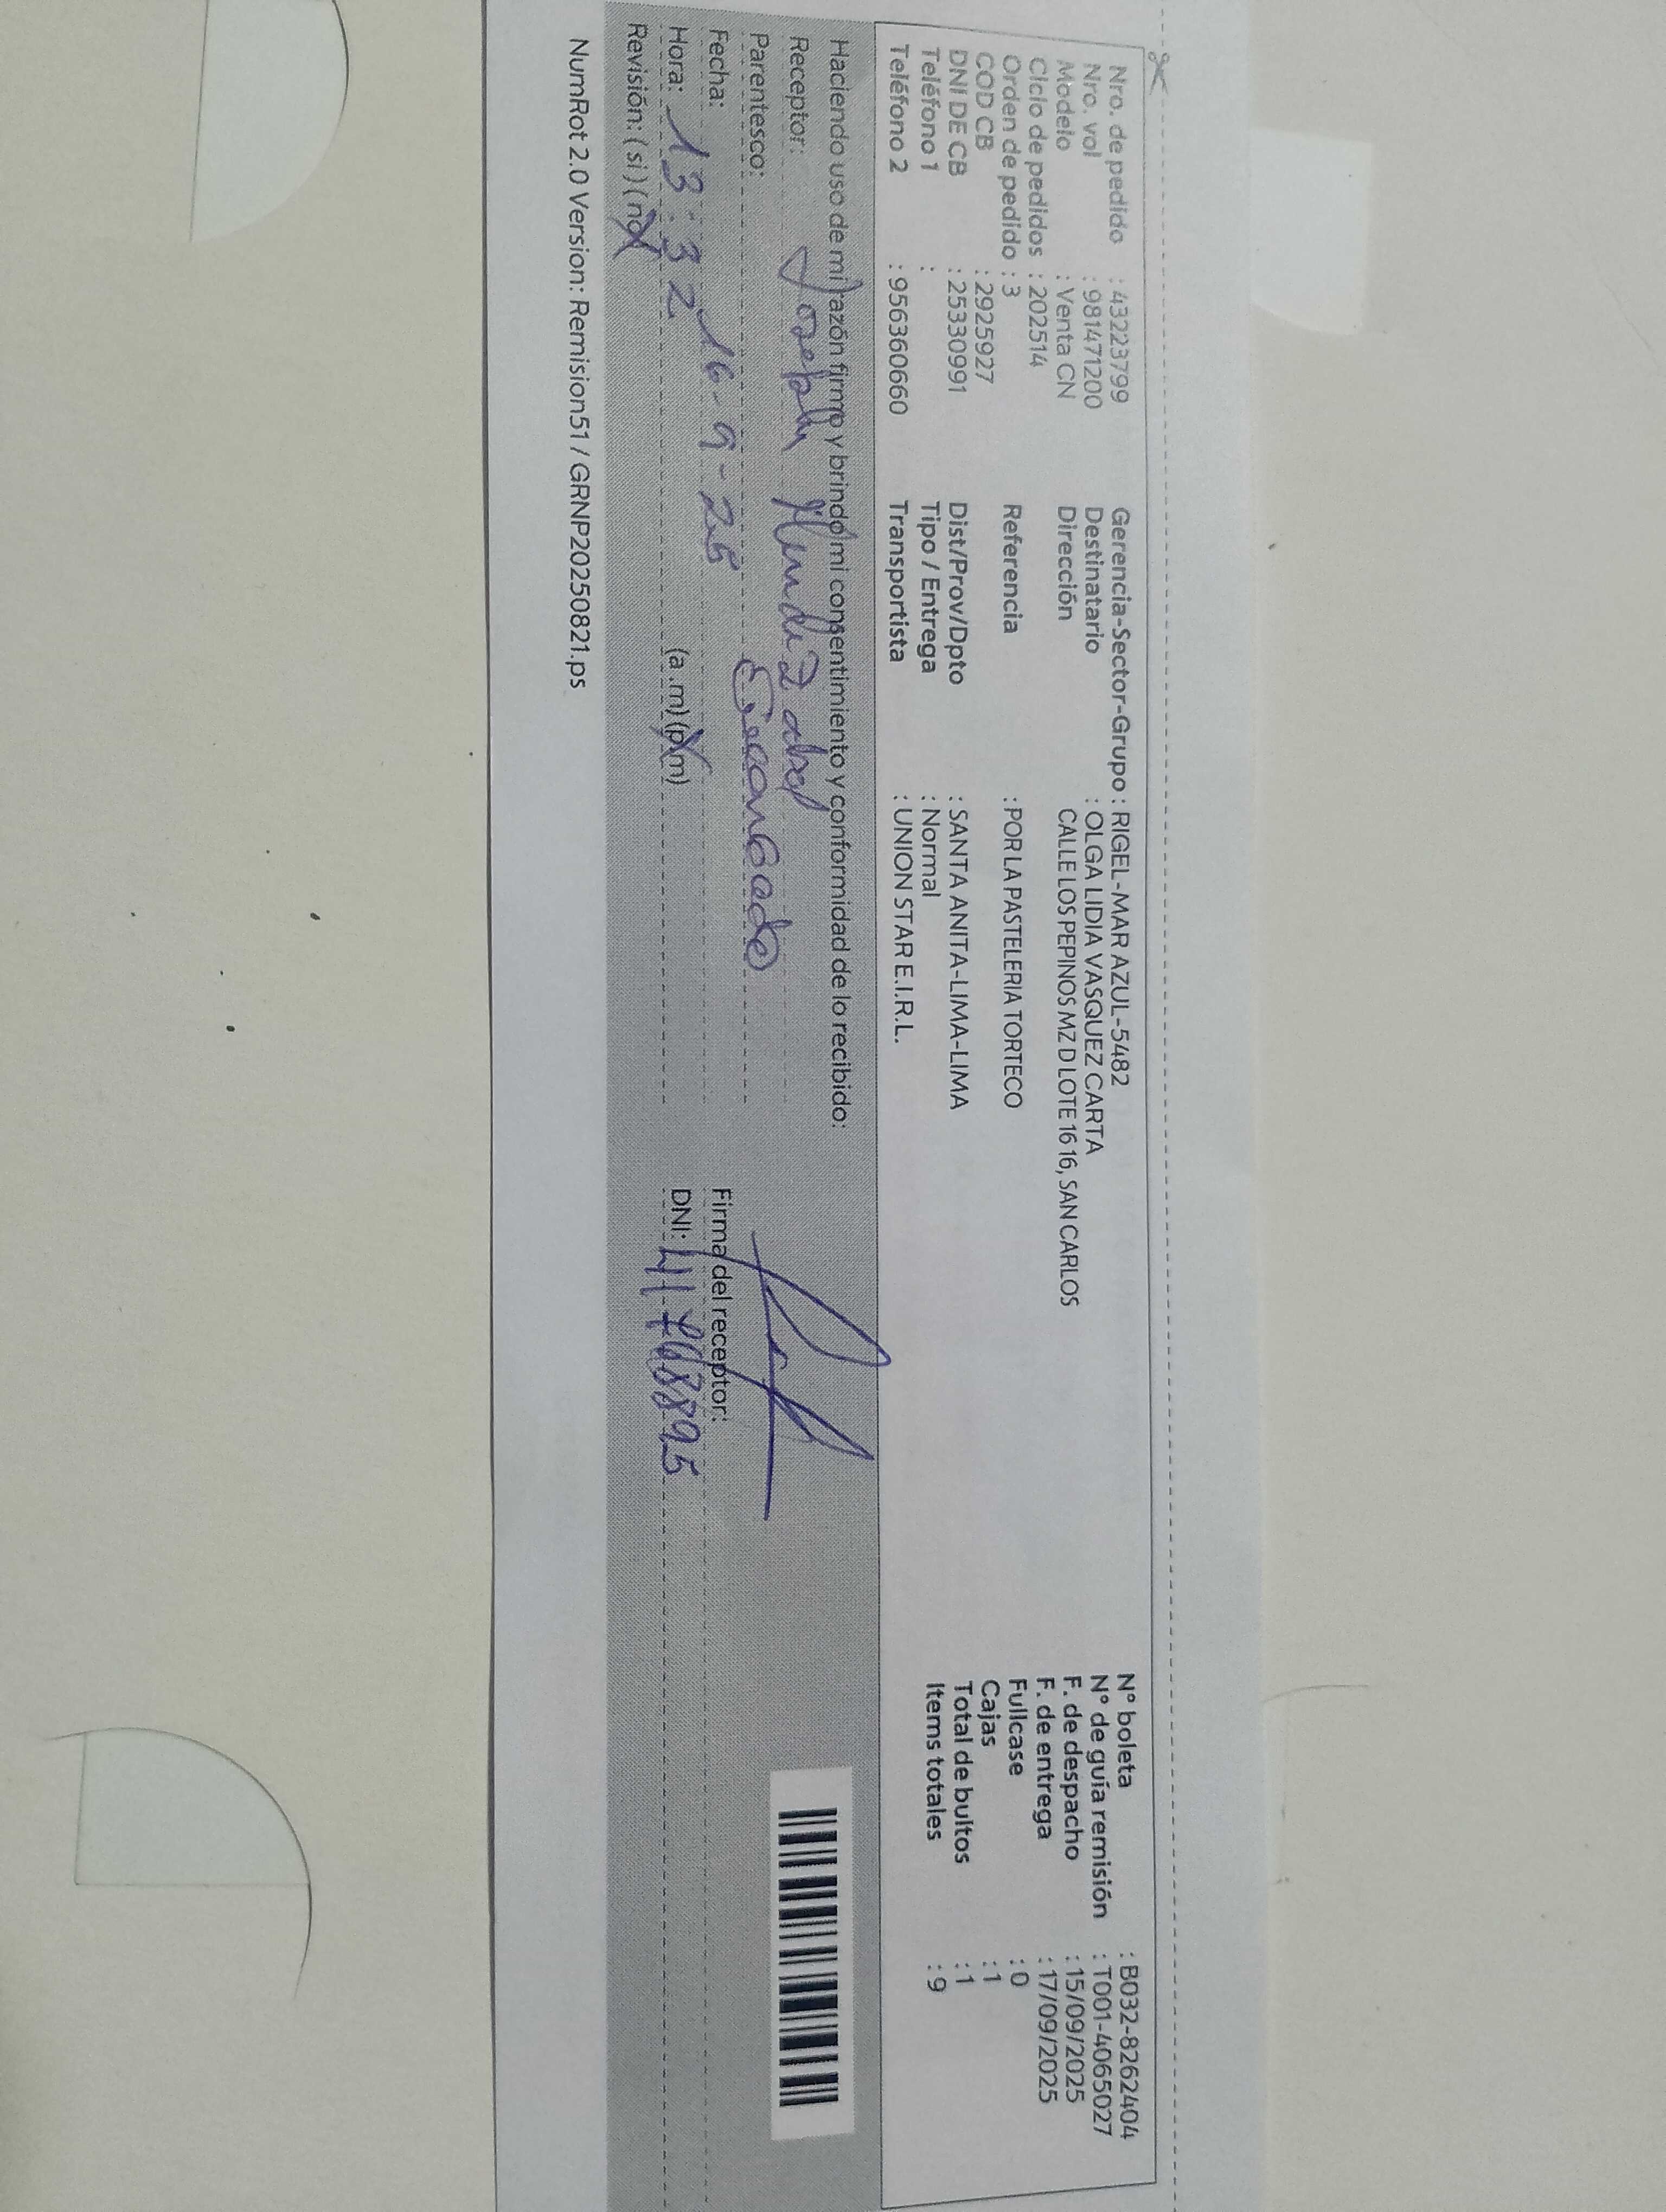 Nro. de pedido : 43223799
Nro. vol : 981471200
Modelo : Venta CN
Ciclo de pedidos : 202514
Orden de pedido : 3
COD CB : 2925927
DNI DE CB : 25330991
Teléfono 1 :
Teléfono 2 : 956360660
Gerencia-Sector-Grupo : RIGEL-MAR AZUL-5482
Destinatario : OLGA LIDIA VASQUEZ CARTA
Dirección CALLE LOS PEPINOS MZ D LOTE 16 16, SAN CARLOS
Referencia : POR LA PASTELERIA TORTECO
Dist/Prov/Dpto : SANTA ANITA-LIMA-LIMA
Tipo / Entrega : Normal
Transportista : UNION STAR E.I.R.L.
N° boleta : B032-8262404
N° de guía remisión : T001-4065027
F. de despacho : 15/09/2025
F. de entrega : 17/09/2025
Fullcase : 0
Cajas : 1
Total de bultos : 1
Items totales : 9
Haciendo uso de mi razón firmo y brindo mi consentimiento y conformidad de lo recibido:
Receptor:
Parentesco: Encargado
Fecha: 16-9-25
Hora: 13:32 (a.m) (p.m)
Revisión: ( si ) ( no )
Firma del receptor:
DNI: 41768895
NumRot 2.0 Version: Remision51 / GRNP20250821.ps